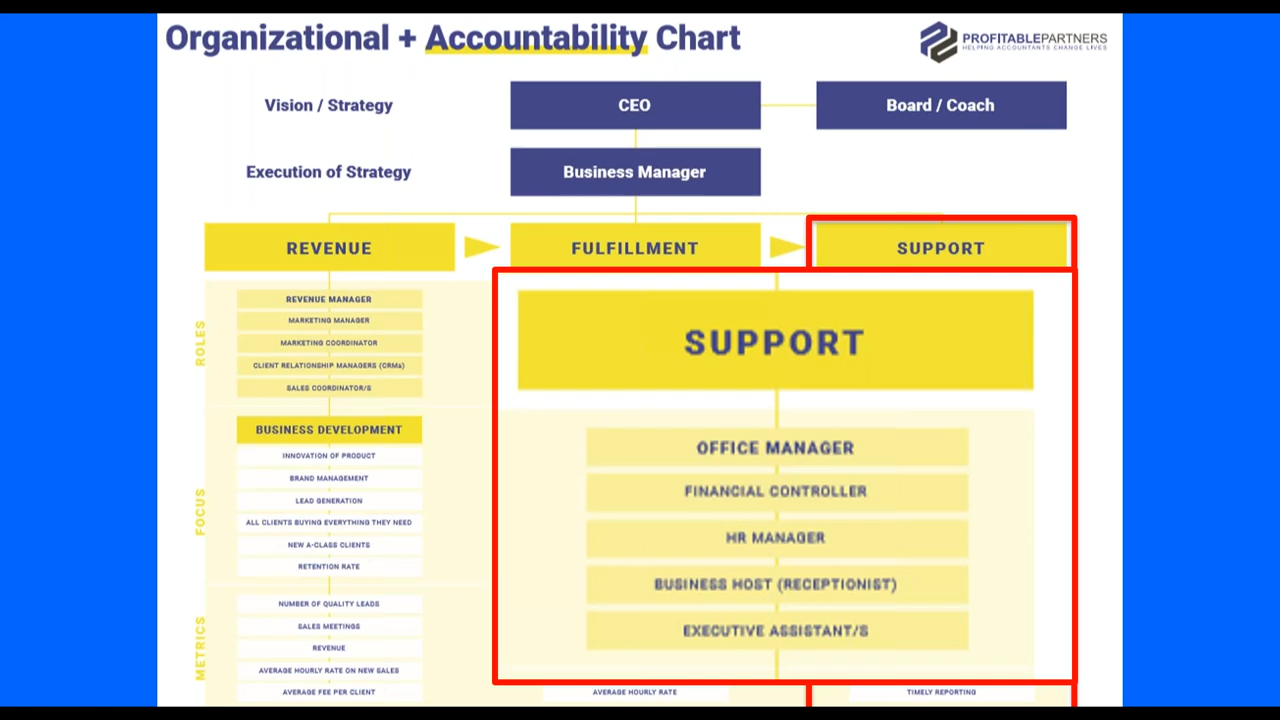 Organizational + Accountability Chart
PROFITABLEPARTNERS
HELPING ACCOUNTANTS CHANGE LIVES
Vision / Strategy
CEO
Board / Coach
Execution of Strategy
Business Manager
REVENUE
FULFILLMENT
SUPPORT
ROLES
REVENUE MANAGER
MARKETING MANAGER
MARKETING COORDINATOR
CLIENT RELATIONSHIP MANAGERS (CRMs)
SALES COORDINATOR/S
FOCUS
BUSINESS DEVELOPMENT
INNOVATION OF PRODUCT
BRAND MANAGEMENT
LEAD GENERATION
ALL CLIENTS BUYING EVERYTHING THEY NEED
NEW A-CLASS CLIENTS
RETENTION RATE
METRICS
NUMBER OF QUALITY LEADS
SALES MEETINGS
REVENUE
AVERAGE HOURLY RATE ON NEW SALES
AVERAGE FEE PER CLIENT
SUPPORT
OFFICE MANAGER
FINANCIAL CONTROLLER
HR MANAGER
BUSINESS HOST (RECEPTIONIST)
EXECUTIVE ASSISTANT/S
AVERAGE HOURLY RATE
TIMELY REPORTING